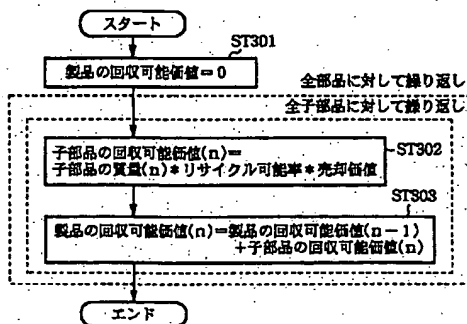 スタート
ST301
製品の回収可能価値=0
全部品に対して繰り返し
全子部品に対して繰り返し
子部品の回収可能価値(n)=
子部品の質量(n)*リサイクル可能率*売却価値
ST302
ST303
製品の回収可能価値(n)=製品の回収可能価値(n-1)
+子部品の回収可能価値(n)
エンド